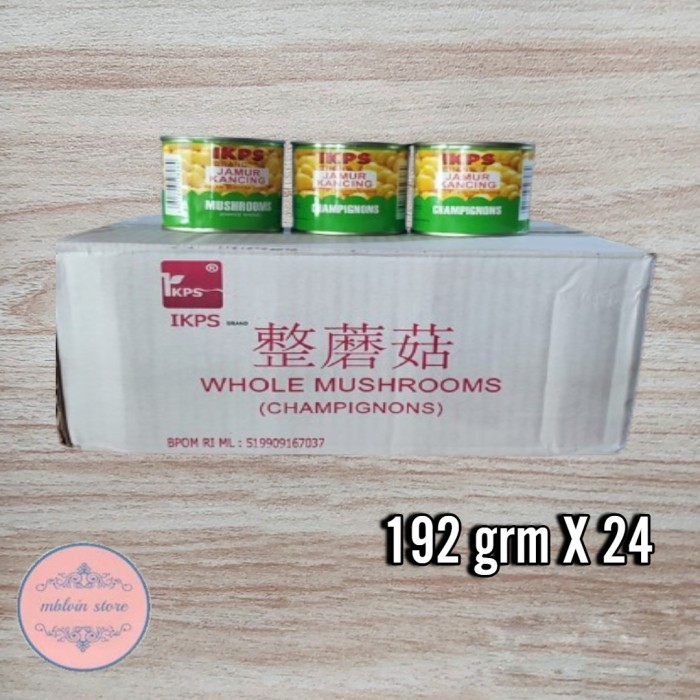 IKPS
JAMUR
KANCING
MUSHROOMS
IKPS
JAMUR
KANCING
CHAMPIGNONS
IKPS
JAMUR
KANCING
CHAMPIGNONS
IKPS ®
IKPS BRAND
整蘑菇
WHOLE MUSHROOMS
(CHAMPIGNONS)
BPOM RI ML : 519909167037
192 grm X 24
mblvin store